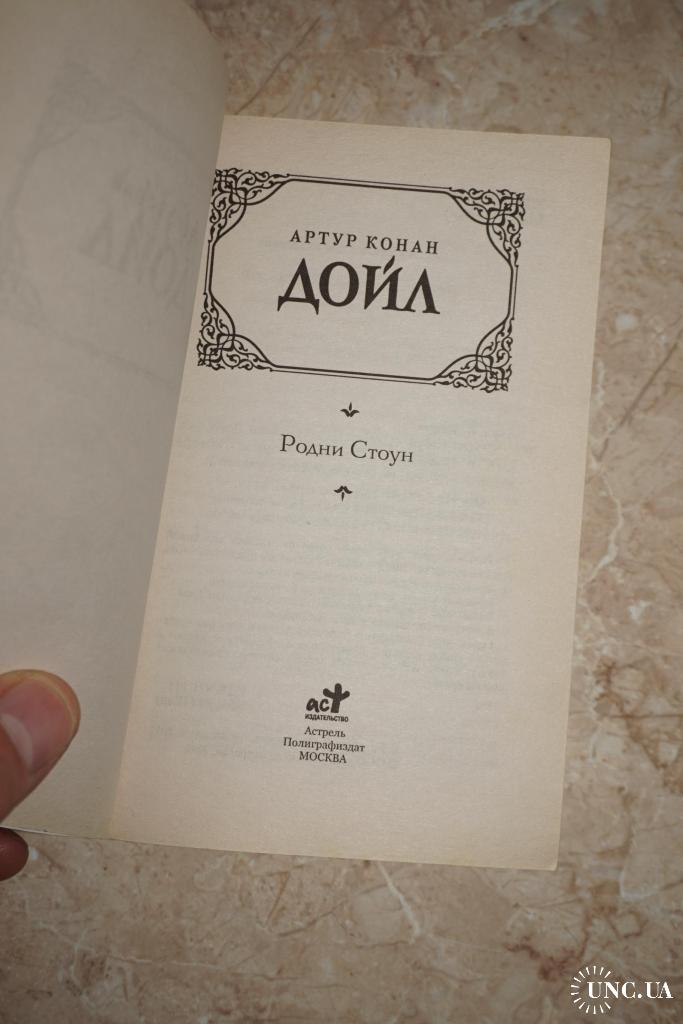 АРТУР КОНАН
ДОЙЛ
Родни Стоун
аст
ИЗДАТЕЛЬСТВО
Астрель
Полиграфиздат
МОСКВА
UNC.UA